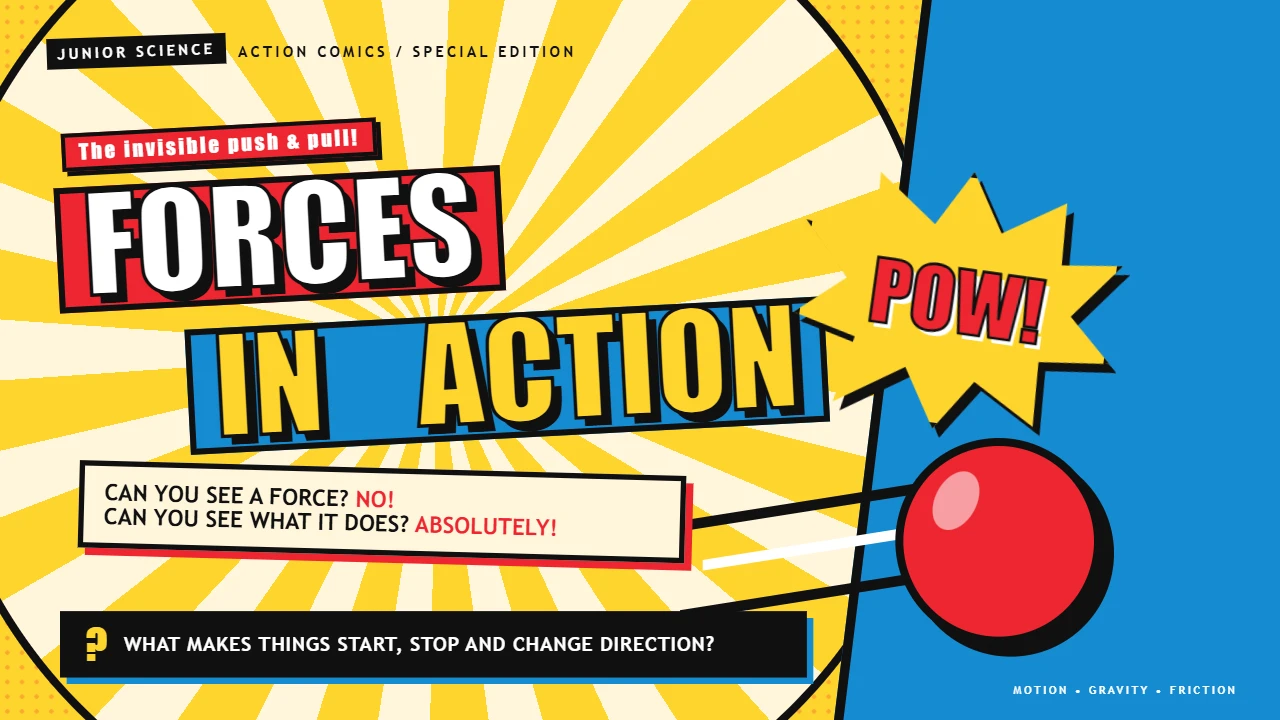 JUNIOR SCIENCE ACTION COMICS / SPECIAL EDITION
The invisible push & pull!
FORCES
IN ACTION
POW!
CAN YOU SEE A FORCE? NO!
CAN YOU SEE WHAT IT DOES? ABSOLUTELY!
? WHAT MAKES THINGS START, STOP AND CHANGE DIRECTION?
MOTION • GRAVITY • FRICTION